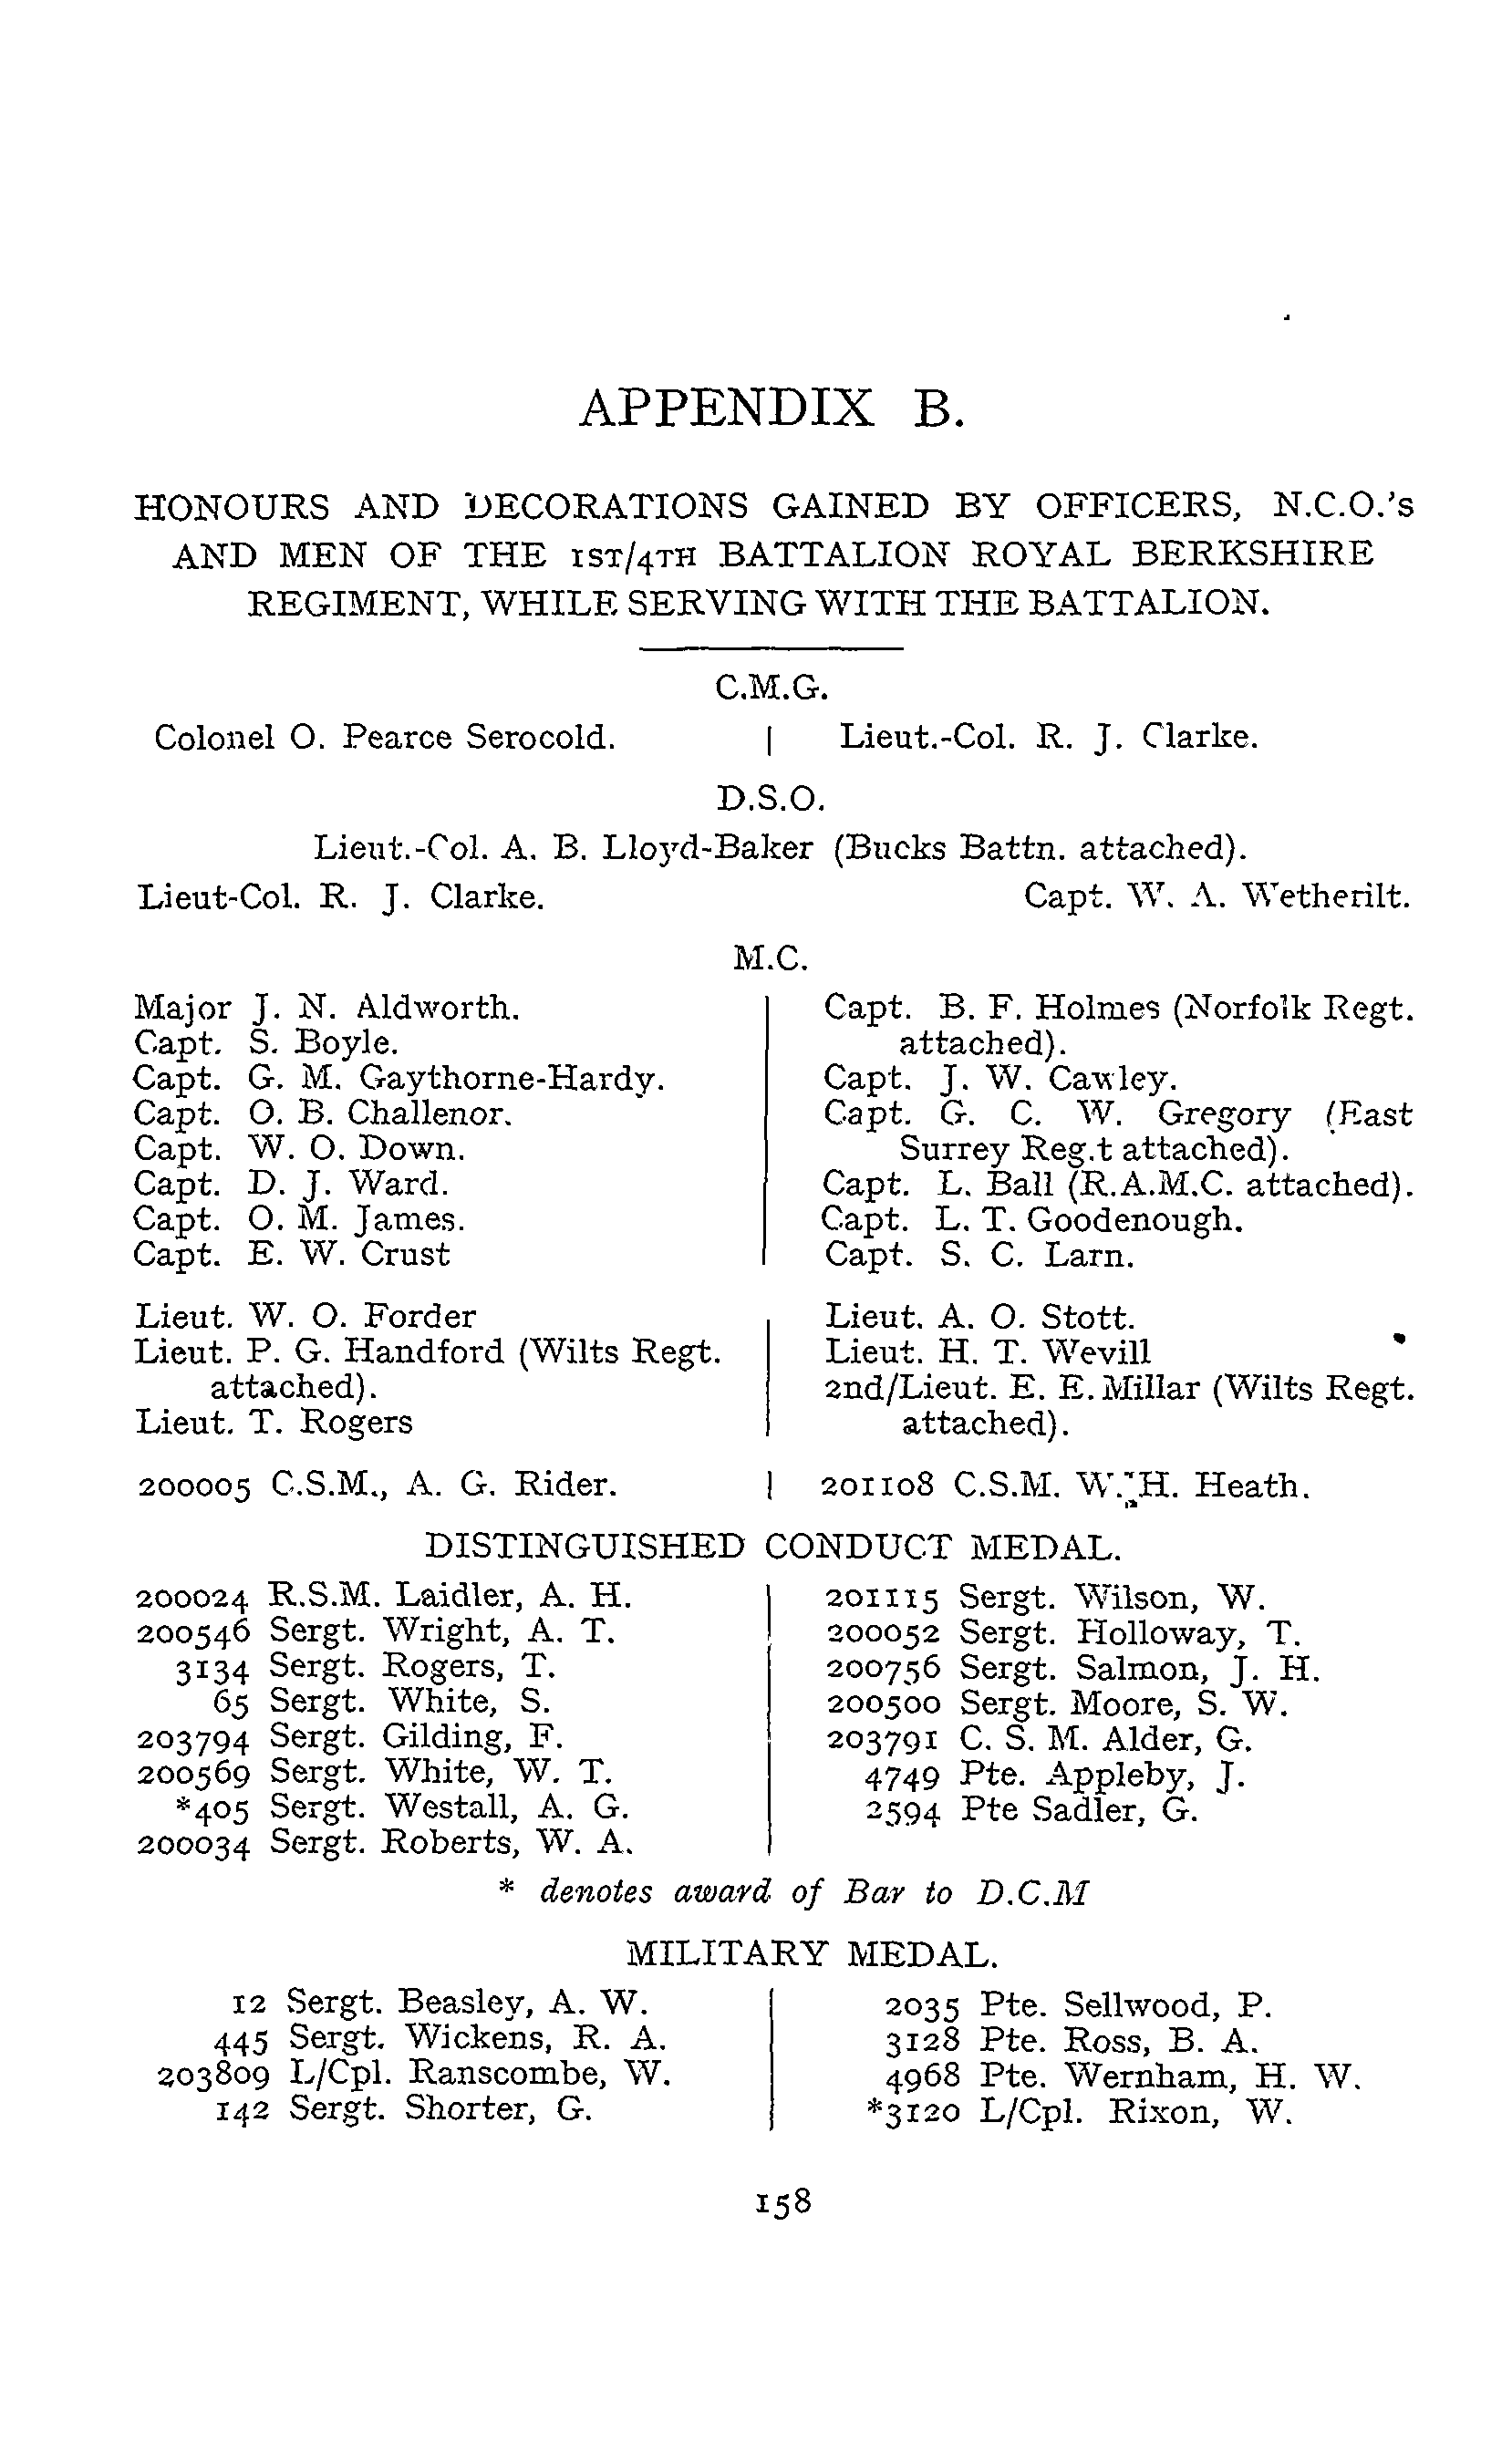 APPENDIX B.
HONOURS AND DECORATIONS GAINED BY OFFICERS, N.C.O.'s
AND MEN OF THE 1ST/4TH BATTALION ROYAL BERKSHIRE
REGIMENT, WHILE SERVING WITH THE BATTALION.
C.M.G.
Colonel O. Pearce Serocold.
Lieut.-Col. R. J. Clarke.
D.S.O.
Lieut.-Col. A. B. Lloyd-Baker (Bucks Battn. attached).
Lieut-Col. R. J. Clarke.
Capt. W. A. Wetherilt.
M.C.
Major J. N. Aldworth.
Capt. S. Boyle.
Capt. G. M. Gaythorne-Hardy.
Capt. O. B. Challenor.
Capt. W. O. Down.
Capt. D. J. Ward.
Capt. O. M. James.
Capt. E. W. Crust
Capt. B. F. Holmes (Norfolk Regt.
attached).
Capt. J. W. Cawley.
Capt. G. C. W. Gregory (East
Surrey Reg.t attached).
Capt. L. Ball (R.A.M.C. attached).
Capt. L. T. Goodenough.
Capt. S. C. Larn.
Lieut. W. O. Forder
Lieut. P. G. Handford (Wilts Regt.
attached).
Lieut. T. Rogers
Lieut. A. O. Stott.
Lieut. H. T. Wevill
2nd/Lieut. E. E. Millar (Wilts Regt.
attached).
200005 C.S.M., A. G. Rider.
201108 C.S.M. W. H. Heath.
DISTINGUISHED CONDUCT MEDAL.
200024 R.S.M. Laidler, A. H.
200546 Sergt. Wright, A. T.
3134 Sergt. Rogers, T.
65 Sergt. White, S.
203794 Sergt. Gilding, F.
200569 Sergt. White, W. T.
*405 Sergt. Westall, A. G.
200034 Sergt. Roberts, W. A.
201115 Sergt. Wilson, W.
200052 Sergt. Holloway, T.
200756 Sergt. Salmon, J. H.
200500 Sergt. Moore, S. W.
203791 C. S. M. Alder, G.
4749 Pte. Appleby, J.
2594 Pte Sadler, G.
* denotes award of Bar to D.C.M
MILITARY MEDAL.
12 Sergt. Beasley, A. W.
445 Sergt. Wickens, R. A.
203809 L/Cpl. Ranscombe, W.
142 Sergt. Shorter, G.
2035 Pte. Sellwood, P.
3128 Pte. Ross, B. A.
4968 Pte. Wernham, H. W.
*3120 L/Cpl. Rixon, W.
158